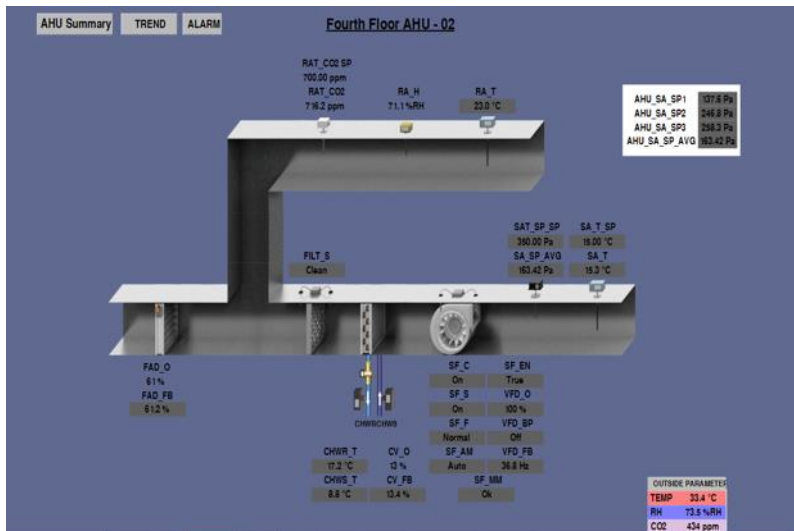 AHU Summary TREND ALARM
Fourth Floor AHU - 02
RAT_CO2 SP
700.00 ppm
RAT_CO2 RA_H RA_T
716.2 ppm 71.1 %RH 23.0 °C
AHU_SA_SP1 137.5 Pa
AHU_SA_SP2 246.8 Pa
AHU_SA_SP3 298.3 Pa
AHU_SA_SP_AVG 163.42 Pa
SAT_SP_SP SA_T_SP
350.00 Pa 15.00 °C
FILT_S SA_SP_AVG SA_T
Clean 163.42 Pa 15.3 °C
FAD_O SF_C SF_EN
61 % On True
FAD_FB SF_S VFD_O
61.2 % On 100 %
CHWRCHWS
SF_F VFD_BP
Normal Off
CHWR_T CV_O SF_AM VFD_FB
17.2 °C 13 % Auto 36.8 Hz
CHWS_T CV_FB SF_MM
8.8 °C 13.4 % Ok
OUTSIDE PARAMETER
TEMP 33.4 °C
RH 73.5 %RH
CO2 434 ppm